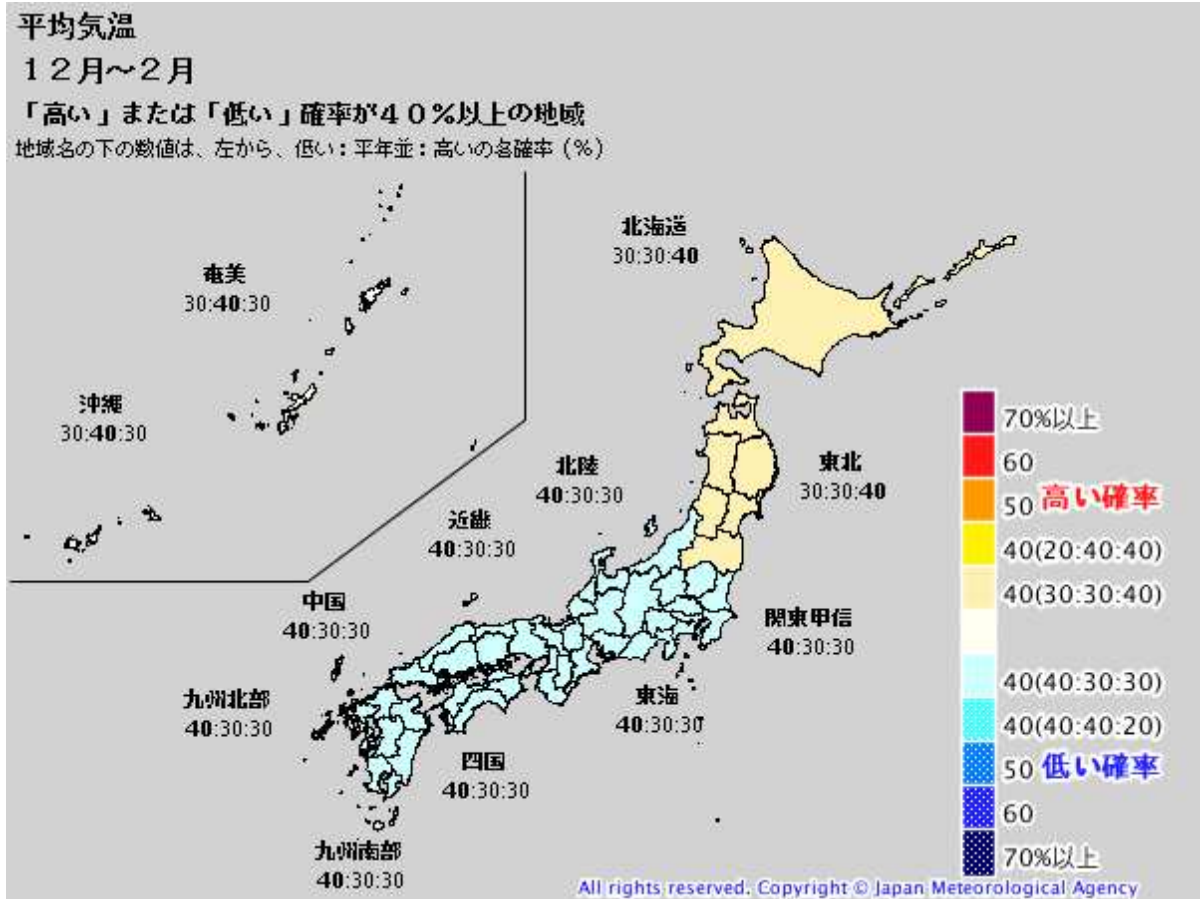 平均気温
12月～2月
「高い」または「低い」確率が40%以上の地域
地域名の下の数値は、左から、低い：平年並：高いの各確率（%）
北海道
30:30:40
奄美
30:40:30
沖縄
30:40:30
北陸
40:30:30
東北
30:30:40
近畿
40:30:30
中国
40:30:30
関東甲信
40:30:30
九州北部
40:30:30
東海
40:30:30
四国
40:30:30
九州南部
40:30:30
70%以上
60
50 高い確率
40(20:40:40)
40(30:30:40)
40(40:30:30)
40(40:40:20)
50 低い確率
60
70%以上
All rights reserved. Copyright © Japan Meteorological Agency